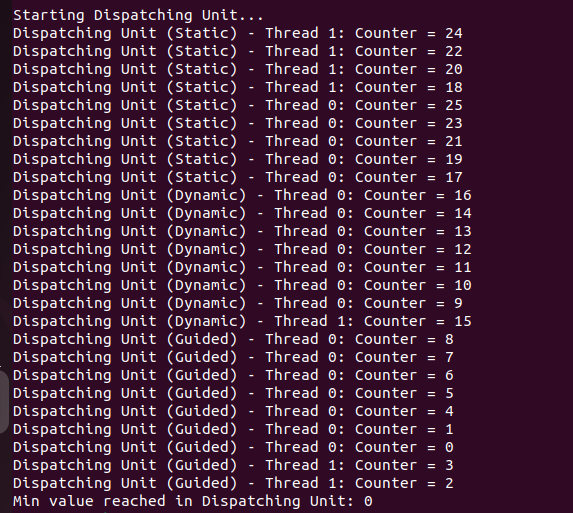 Starting Dispatching Unit...
Dispatching Unit (Static) - Thread 1: Counter = 24
Dispatching Unit (Static) - Thread 1: Counter = 22
Dispatching Unit (Static) - Thread 1: Counter = 20
Dispatching Unit (Static) - Thread 1: Counter = 18
Dispatching Unit (Static) - Thread 0: Counter = 25
Dispatching Unit (Static) - Thread 0: Counter = 23
Dispatching Unit (Static) - Thread 0: Counter = 21
Dispatching Unit (Static) - Thread 0: Counter = 19
Dispatching Unit (Static) - Thread 0: Counter = 17
Dispatching Unit (Dynamic) - Thread 0: Counter = 16
Dispatching Unit (Dynamic) - Thread 0: Counter = 14
Dispatching Unit (Dynamic) - Thread 0: Counter = 13
Dispatching Unit (Dynamic) - Thread 0: Counter = 12
Dispatching Unit (Dynamic) - Thread 0: Counter = 11
Dispatching Unit (Dynamic) - Thread 0: Counter = 10
Dispatching Unit (Dynamic) - Thread 0: Counter = 9
Dispatching Unit (Dynamic) - Thread 1: Counter = 15
Dispatching Unit (Guided) - Thread 0: Counter = 8
Dispatching Unit (Guided) - Thread 0: Counter = 7
Dispatching Unit (Guided) - Thread 0: Counter = 6
Dispatching Unit (Guided) - Thread 0: Counter = 5
Dispatching Unit (Guided) - Thread 0: Counter = 4
Dispatching Unit (Guided) - Thread 0: Counter = 1
Dispatching Unit (Guided) - Thread 0: Counter = 0
Dispatching Unit (Guided) - Thread 1: Counter = 3
Dispatching Unit (Guided) - Thread 1: Counter = 2
Min value reached in Dispatching Unit: 0